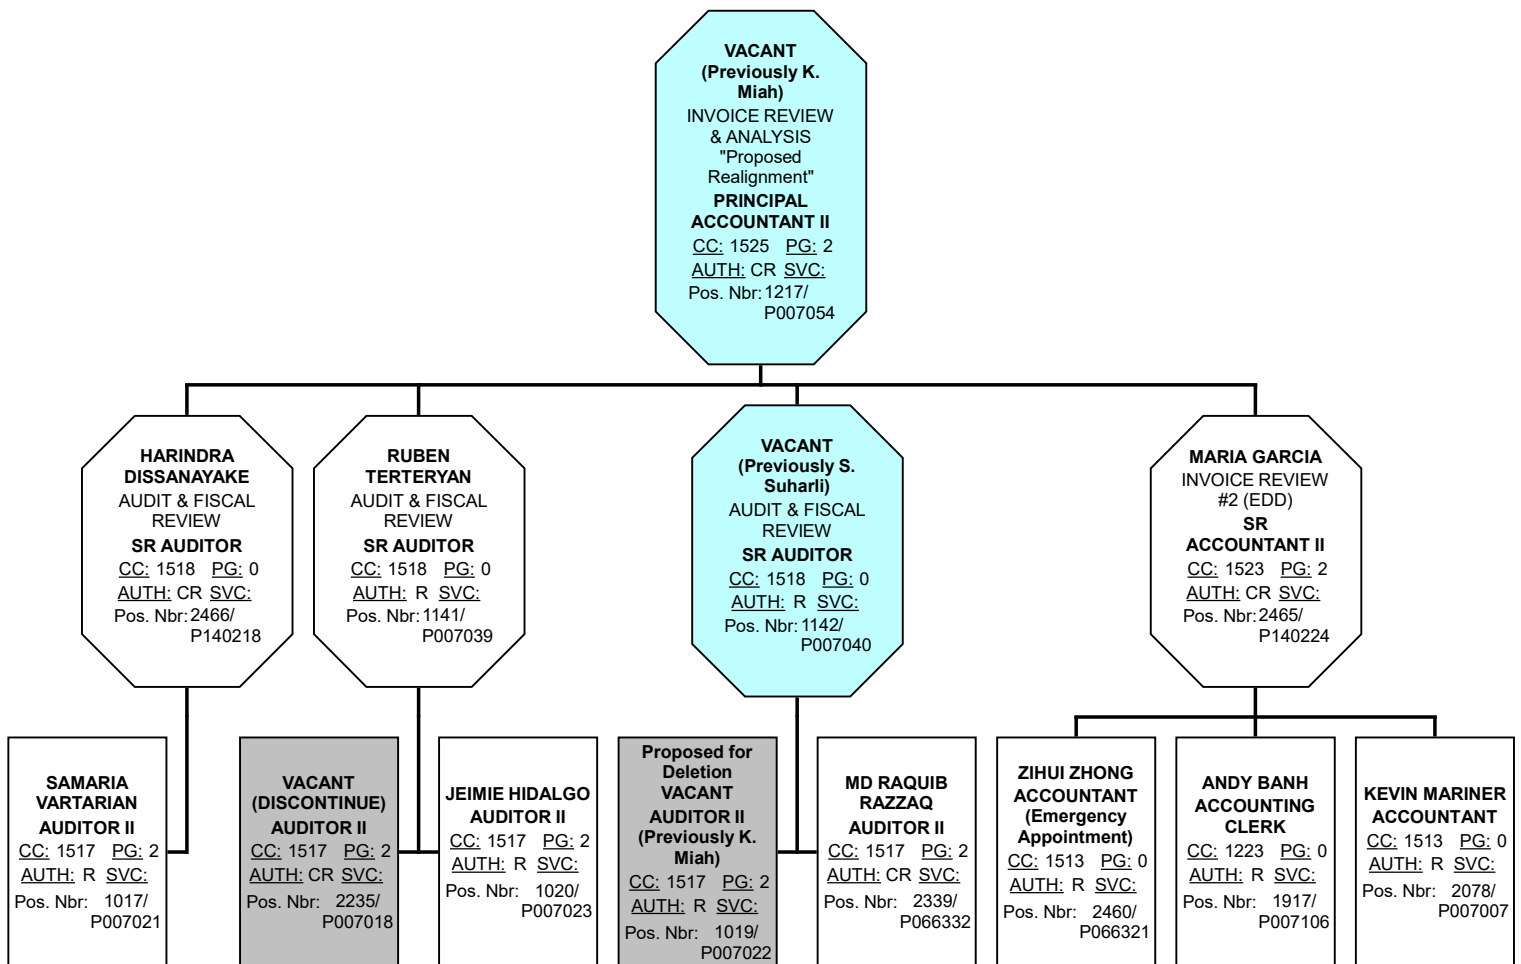 VACANT
(Previously K.
Miah)
INVOICE REVIEW
& ANALYSIS
"Proposed
Realignment"
PRINCIPAL
ACCOUNTANT II
CC: 1525 PG: 2
AUTH: CR SVC:
Pos. Nbr: 1217/
P007054
HARINDRA
DISSANAYAKE
AUDIT & FISCAL
REVIEW
SR AUDITOR
CC: 1518 PG: 0
AUTH: CR SVC:
Pos. Nbr: 2466/
P140218
RUBEN
TERTERYAN
AUDIT & FISCAL
REVIEW
SR AUDITOR
CC: 1518 PG: 0
AUTH: R SVC:
Pos. Nbr: 1141/
P007039
VACANT
(Previously S.
Suharli)
AUDIT & FISCAL
REVIEW
SR AUDITOR
CC: 1518 PG: 0
AUTH: R SVC:
Pos. Nbr: 1142/
P007040
MARIA GARCIA
INVOICE REVIEW
#2 (EDD)
SR
ACCOUNTANT II
CC: 1523 PG: 2
AUTH: CR SVC:
Pos. Nbr: 2465/
P140224
SAMARIA
VARTARIAN
AUDITOR II
CC: 1517 PG: 2
AUTH: R SVC:
Pos. Nbr: 1017/
P007021
VACANT
(DISCONTINUE)
AUDITOR II
CC: 1517 PG: 2
AUTH: CR SVC:
Pos. Nbr: 2235/
P007018
JEIMIE HIDALGO
AUDITOR II
CC: 1517 PG: 2
AUTH: R SVC:
Pos. Nbr: 1020/
P007023
Proposed for
Deletion
VACANT
AUDITOR II
(Previously K.
Miah)
CC: 1517 PG: 2
AUTH: R SVC:
Pos. Nbr: 1019/
P007022
MD RAQUIB
RAZZAQ
AUDITOR II
CC: 1517 PG: 2
AUTH: CR SVC:
Pos. Nbr: 2339/
P066332
ZIHUI ZHONG
ACCOUNTANT
(Emergency
Appointment)
CC: 1513 PG: 0
AUTH: R SVC:
Pos. Nbr: 2460/
P066321
ANDY BANH
ACCOUNTING
CLERK
CC: 1223 PG: 0
AUTH: R SVC:
Pos. Nbr: 1917/
P007106
KEVIN MARINER
ACCOUNTANT
CC: 1513 PG: 0
AUTH: R SVC:
Pos. Nbr: 2078/
P007007